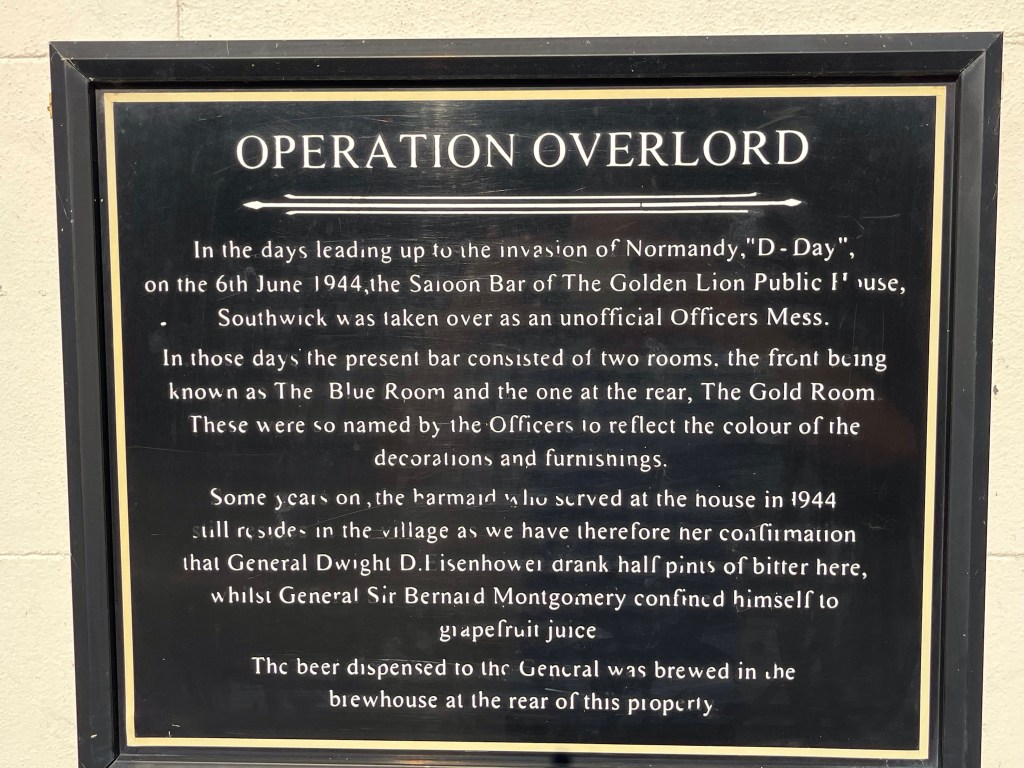 OPERATION OVERLORD
In the days leading up to the invasion of Normandy,"D-Day",
on the 6th June 1944,the Saloon Bar of The Golden Lion Public House,
Southwick was taken over as an unofficial Officers Mess.
In those days the present bar consisted of two rooms, the front being
known as The Blue Room and the one at the rear, The Gold Room
These were so named by the Officers to reflect the colour of the
decorations and furnishings.
Some years on ,the barmaid who served at the house in 1944
still resides in the village as we have therefore her confirmation
that General Dwight D.Eisenhower drank half pints of bitter here,
whilst General Sir Bernard Montgomery confined himself to
grapefruit juice
The beer dispensed to the General was brewed in the
brewhouse at the rear of this property